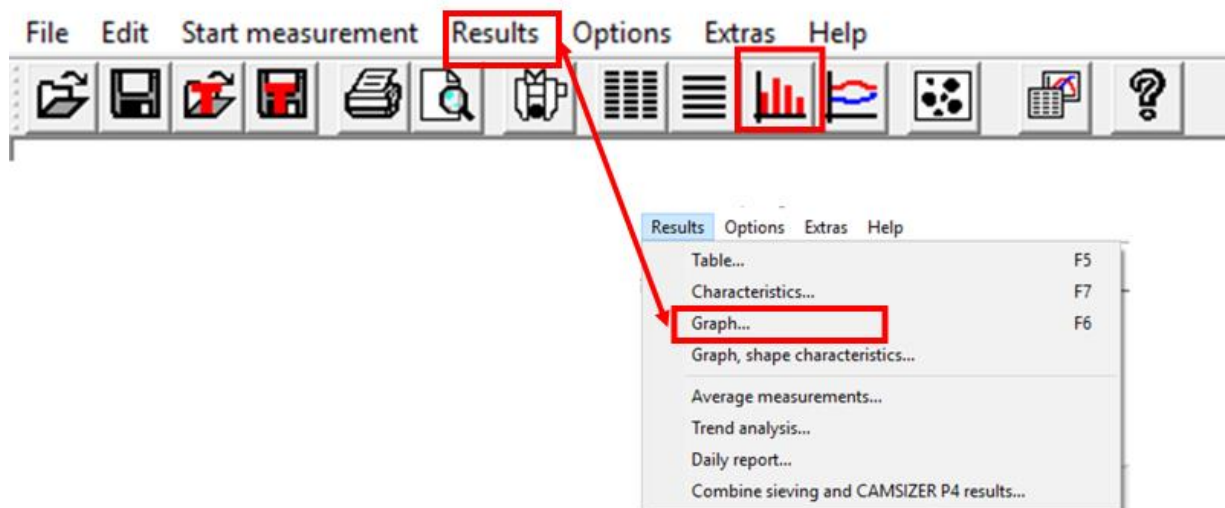 File Edit Start measurement Results Options Extras Help
T T ?
Results Options Extras Help
Table... F5
Characteristics... F7
Graph... F6
Graph, shape characteristics...
Average measurements...
Trend analysis...
Daily report...
Combine sieving and CAMSIZER P4 results...